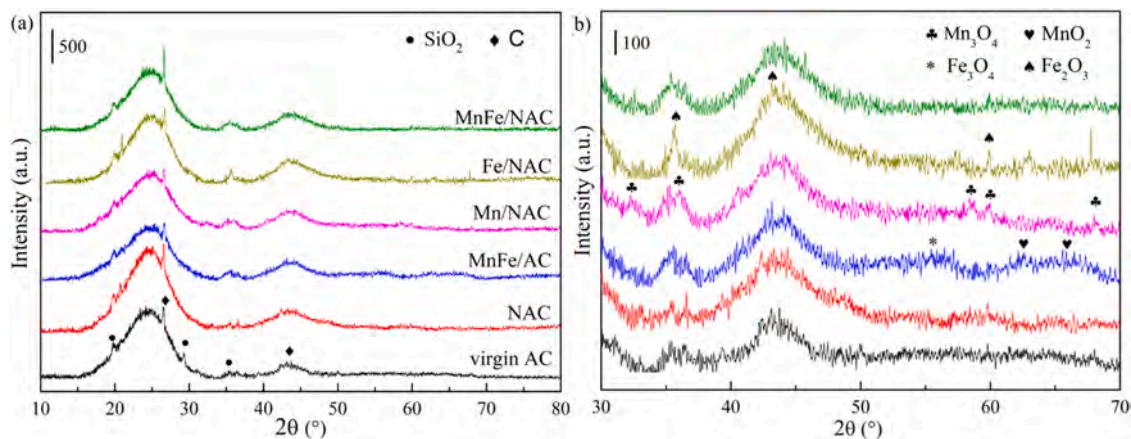 (a)
500
● SiO₂ ♦ C
MnFe/NAC
Fe/NAC
Mn/NAC
MnFe/AC
NAC
virgin AC
Intensity (a.u.)
10 20 30 40 50 60 70 80
2θ (°)
(b)
100
♣ Mn₃O₄ ♥ MnO₂
* Fe₃O₄ ♠ Fe₂O₃
Intensity (a.u.)
30 40 50 60 70
2θ (°)